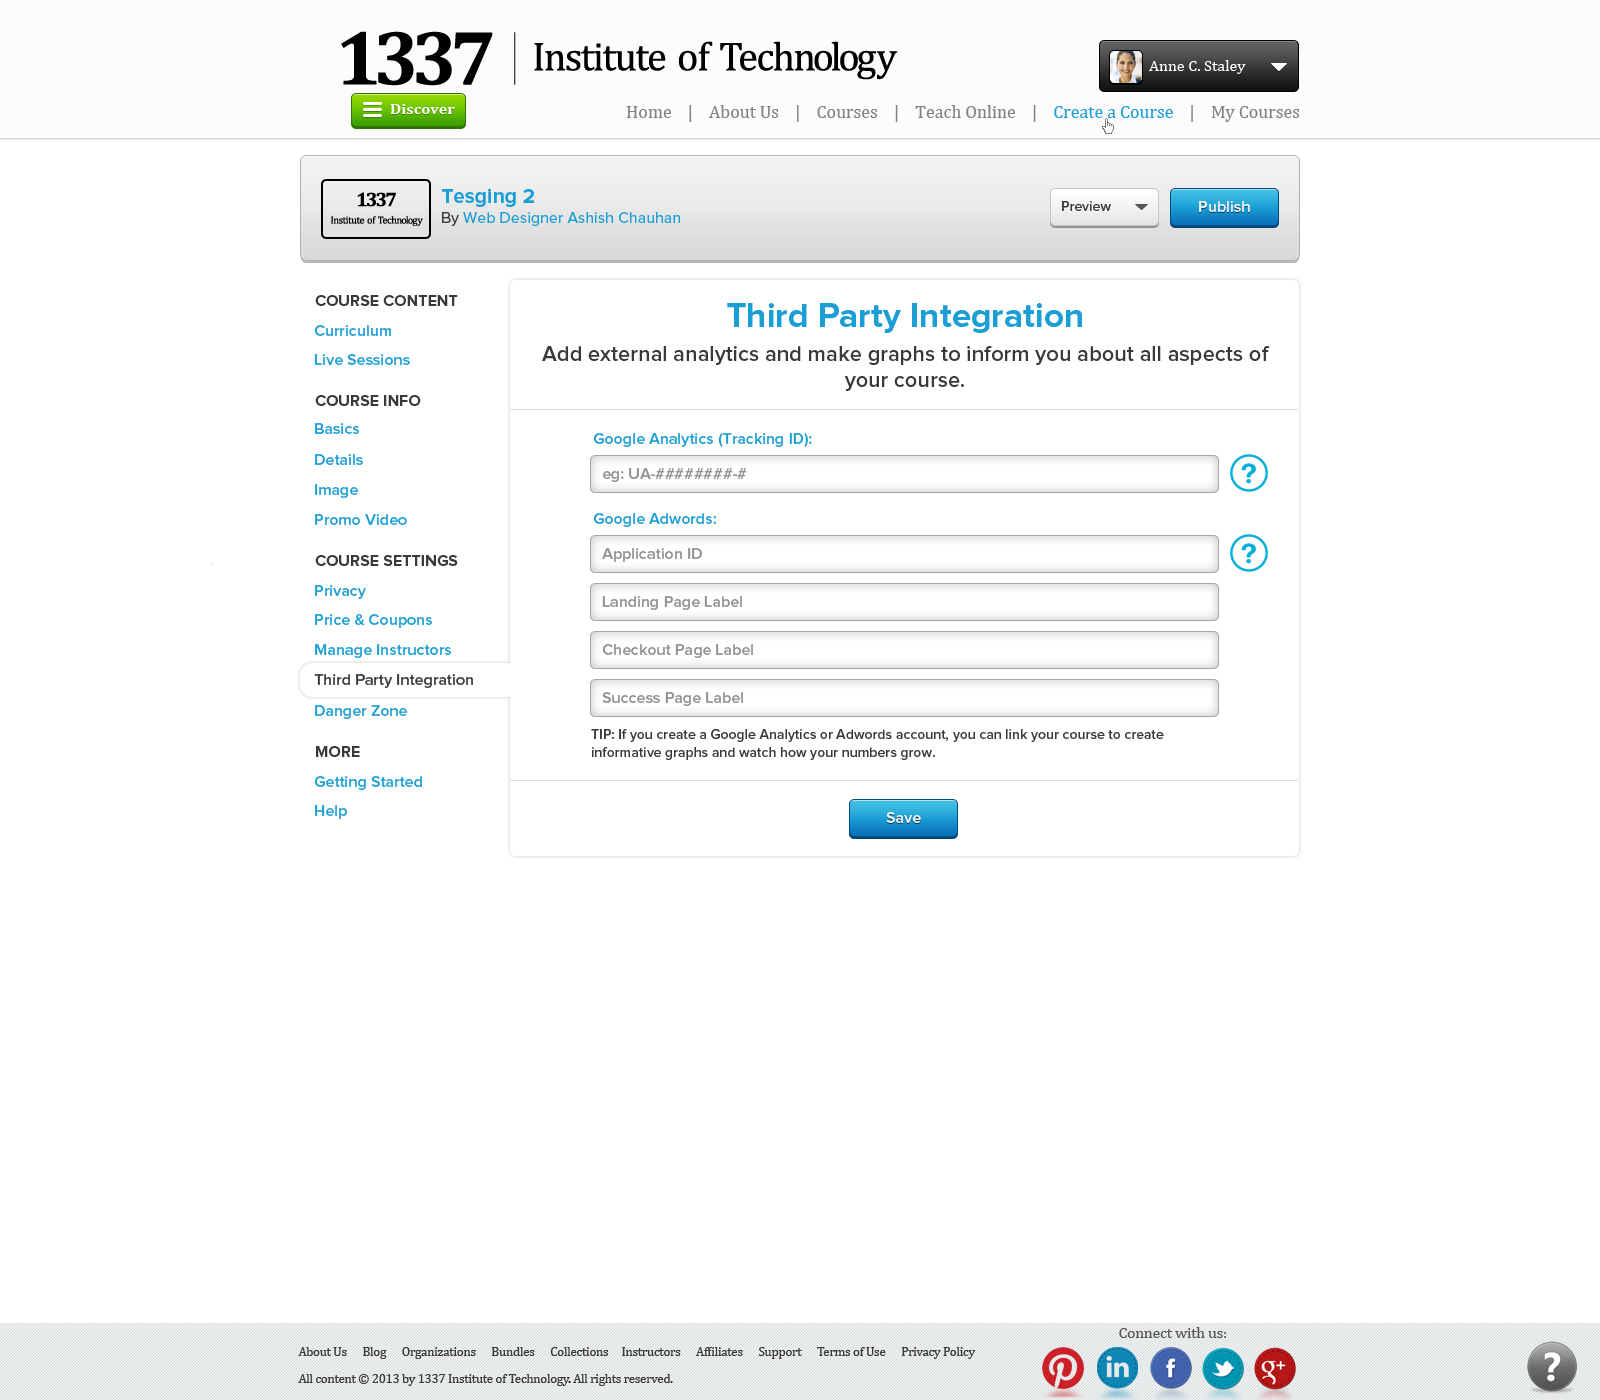 1337 | Institute of Technology
Anne C. Staley
Discover
Home | About Us | Courses | Teach Online | Create a Course | My Courses
1337
Institute of Technology
Tesging 2
By Web Designer Ashish Chauhan
Preview
Publish
COURSE CONTENT
Curriculum
Live Sessions
COURSE INFO
Basics
Details
Image
Promo Video
COURSE SETTINGS
Privacy
Price & Coupons
Manage Instructors
Third Party Integration
Danger Zone
MORE
Getting Started
Help
Third Party Integration
Add external analytics and make graphs to inform you about all aspects of
your course.
Google Analytics (Tracking ID):
eg: UA-########-#
?
Google Adwords:
Application ID
?
Landing Page Label
Checkout Page Label
Success Page Label
TIP: If you create a Google Analytics or Adwords account, you can link your course to create
informative graphs and watch how your numbers grow.
Save
About Us Blog Organizations Bundles Collections Instructors Affiliates Support Terms of Use Privacy Policy
All content © 2013 by 1337 Institute of Technology. All rights reserved.
Connect with us:
in
f
g+
?